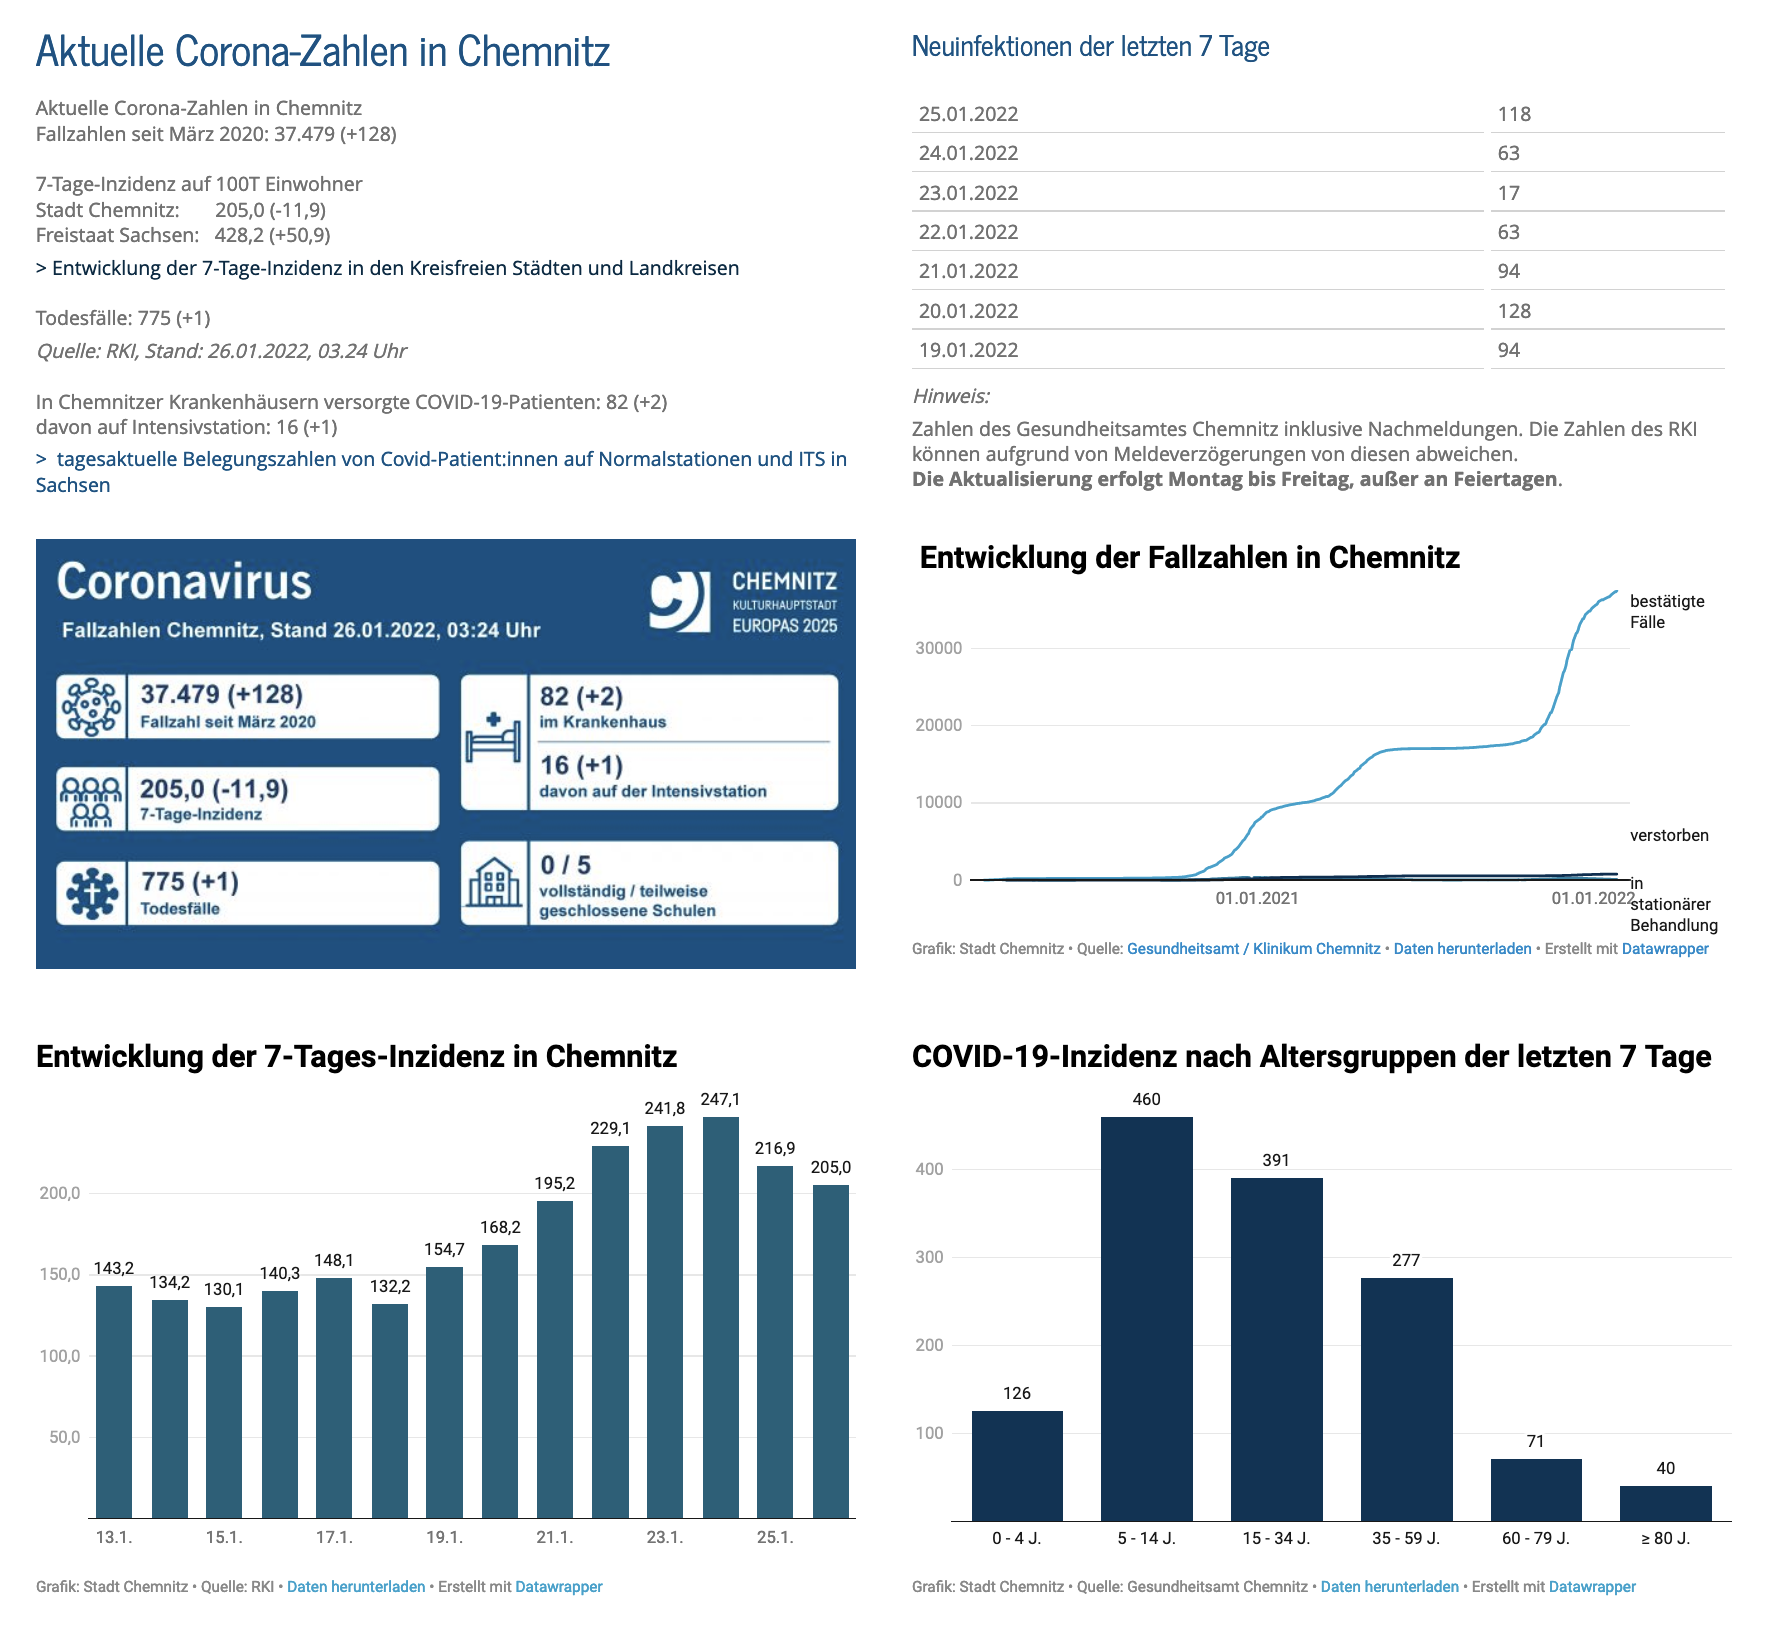 Aktuelle Corona-Zahlen in Chemnitz
Aktuelle Corona-Zahlen in Chemnitz
Fallzahlen seit März 2020: 37.479 (+128)
7-Tage-Inzidenz auf 100T Einwohner
Stadt Chemnitz: 205,0 (-11,9)
Freistaat Sachsen: 428,2 (+50,9)
> Entwicklung der 7-Tage-Inzidenz in den Kreisfreien Städten und Landkreisen
Todesfälle: 775 (+1)
Quelle: RKI, Stand: 26.01.2022, 03.24 Uhr
In Chemnitzer Krankenhäusern versorgte COVID-19-Patienten: 82 (+2)
davon auf Intensivstation: 16 (+1)
> tagesaktuelle Belegungszahlen von Covid-Patient:innen auf Normalstationen und ITS in
Sachsen
Neuinfektionen der letzten 7 Tage
25.01.2022 118
24.01.2022 63
23.01.2022 17
22.01.2022 63
21.01.2022 94
20.01.2022 128
19.01.2022 94
Hinweis:
Zahlen des Gesundheitsamtes Chemnitz inklusive Nachmeldungen. Die Zahlen des RKI
können aufgrund von Meldeverzögerungen von diesen abweichen.
Die Aktualisierung erfolgt Montag bis Freitag, außer an Feiertagen.
Coronavirus
Fallzahlen Chemnitz, Stand 26.01.2022, 03:24 Uhr
CHEMNITZ
KULTURHAUPTSTADT
EUROPAS 2025
37.479 (+128)
Fallzahl seit März 2020
205,0 (-11,9)
7-Tage-Inzidenz
775 (+1)
Todesfälle
82 (+2)
im Krankenhaus
16 (+1)
davon auf der Intensivstation
0 / 5
vollständig / teilweise
geschlossene Schulen
Entwicklung der Fallzahlen in Chemnitz
bestätigte
Fälle
30000
20000
10000
verstorben
0
in
stationärer
Behandlung
01.01.2021 01.01.2022
Grafik: Stadt Chemnitz • Quelle: Gesundheitsamt / Klinikum Chemnitz • Daten herunterladen • Erstellt mit Datawrapper
Entwicklung der 7-Tages-Inzidenz in Chemnitz
200,0
150,0
100,0
50,0
143,2 134,2 130,1 140,3 148,1 132,2 154,7 168,2 195,2 229,1 241,8 247,1 216,9 205,0
13.1. 15.1. 17.1. 19.1. 21.1. 23.1. 25.1.
Grafik: Stadt Chemnitz • Quelle: RKI • Daten herunterladen • Erstellt mit Datawrapper
COVID-19-Inzidenz nach Altersgruppen der letzten 7 Tage
400
300
200
100
126 460 391 277 71 40
0 - 4 J. 5 - 14 J. 15 - 34 J. 35 - 59 J. 60 - 79 J. ≥ 80 J.
Grafik: Stadt Chemnitz • Quelle: Gesundheitsamt Chemnitz • Daten herunterladen • Erstellt mit Datawrapper